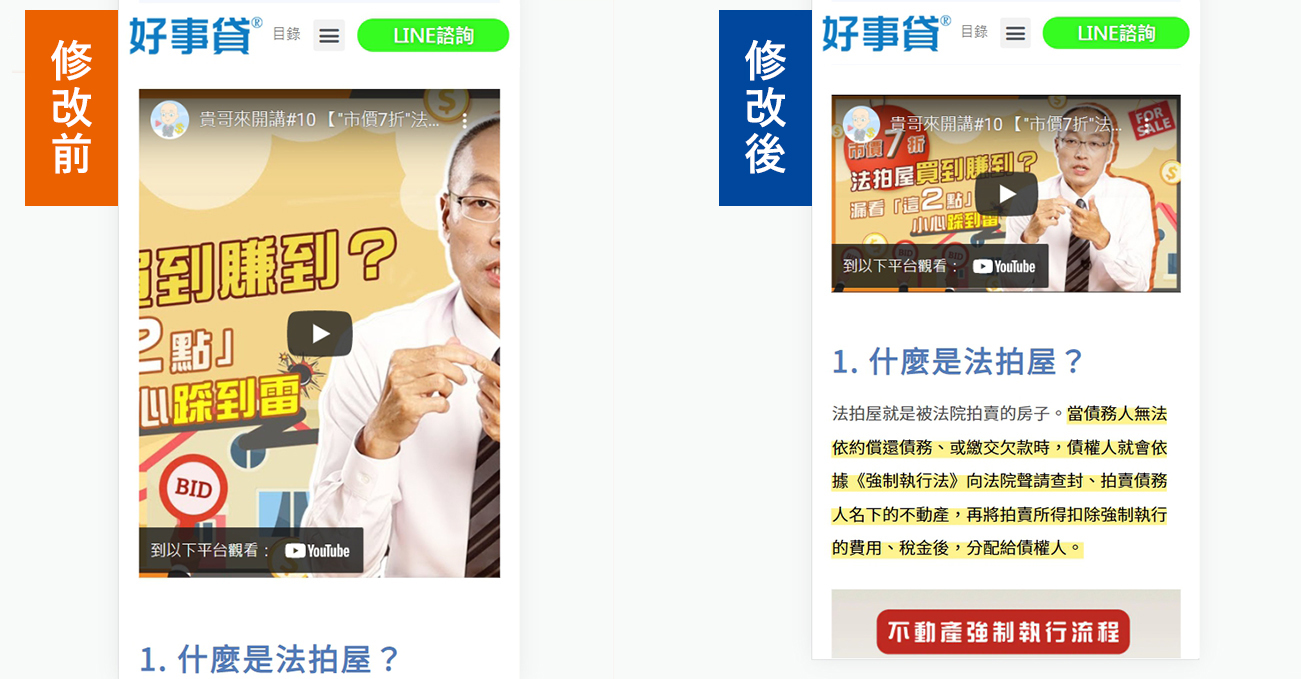 修改前
好事貸®
目錄
LINE諮詢
貴哥來開講#10 【"市價7折"法...
買到賺到？
2點」
心踩到雷
BID
到以下平台觀看： YouTube
1. 什麼是法拍屋？
修改後
好事貸®
目錄
LINE諮詢
貴哥來開講#10 【"市價7折"法...
FOR SALE
市價7折
法拍屋買到賺到？
漏看「這2點」
小心踩到雷
BID
BID
到以下平台觀看： YouTube
1. 什麼是法拍屋？
法拍屋就是被法院拍賣的房子。當債務人無法
依約償還債務、或繳交欠款時，債權人就會依
據《強制執行法》向法院聲請查封、拍賣債務
人名下的不動產，再將拍賣所得扣除強制執行
的費用、稅金後，分配給債權人。
不動產強制執行流程